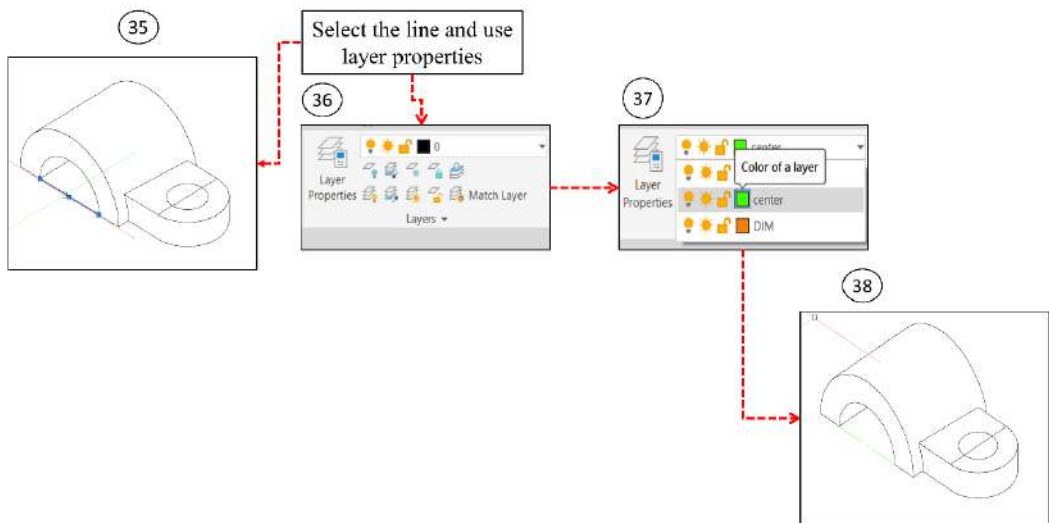 35
Select the line and use
layer properties
36
0
Layer
Properties
Match Layer
Layers
37
center
Color of a layer
Layer
Properties
center
DIM
38